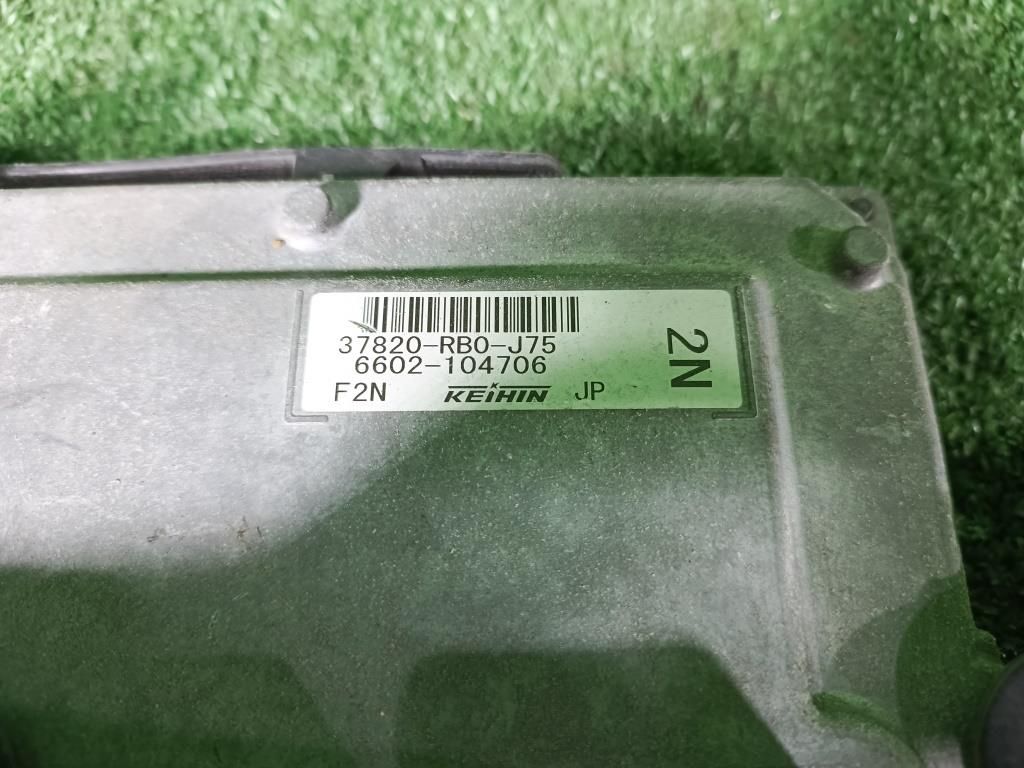 37820-RB0-J75
6602-104706
F2N KEIHIN JP
2N